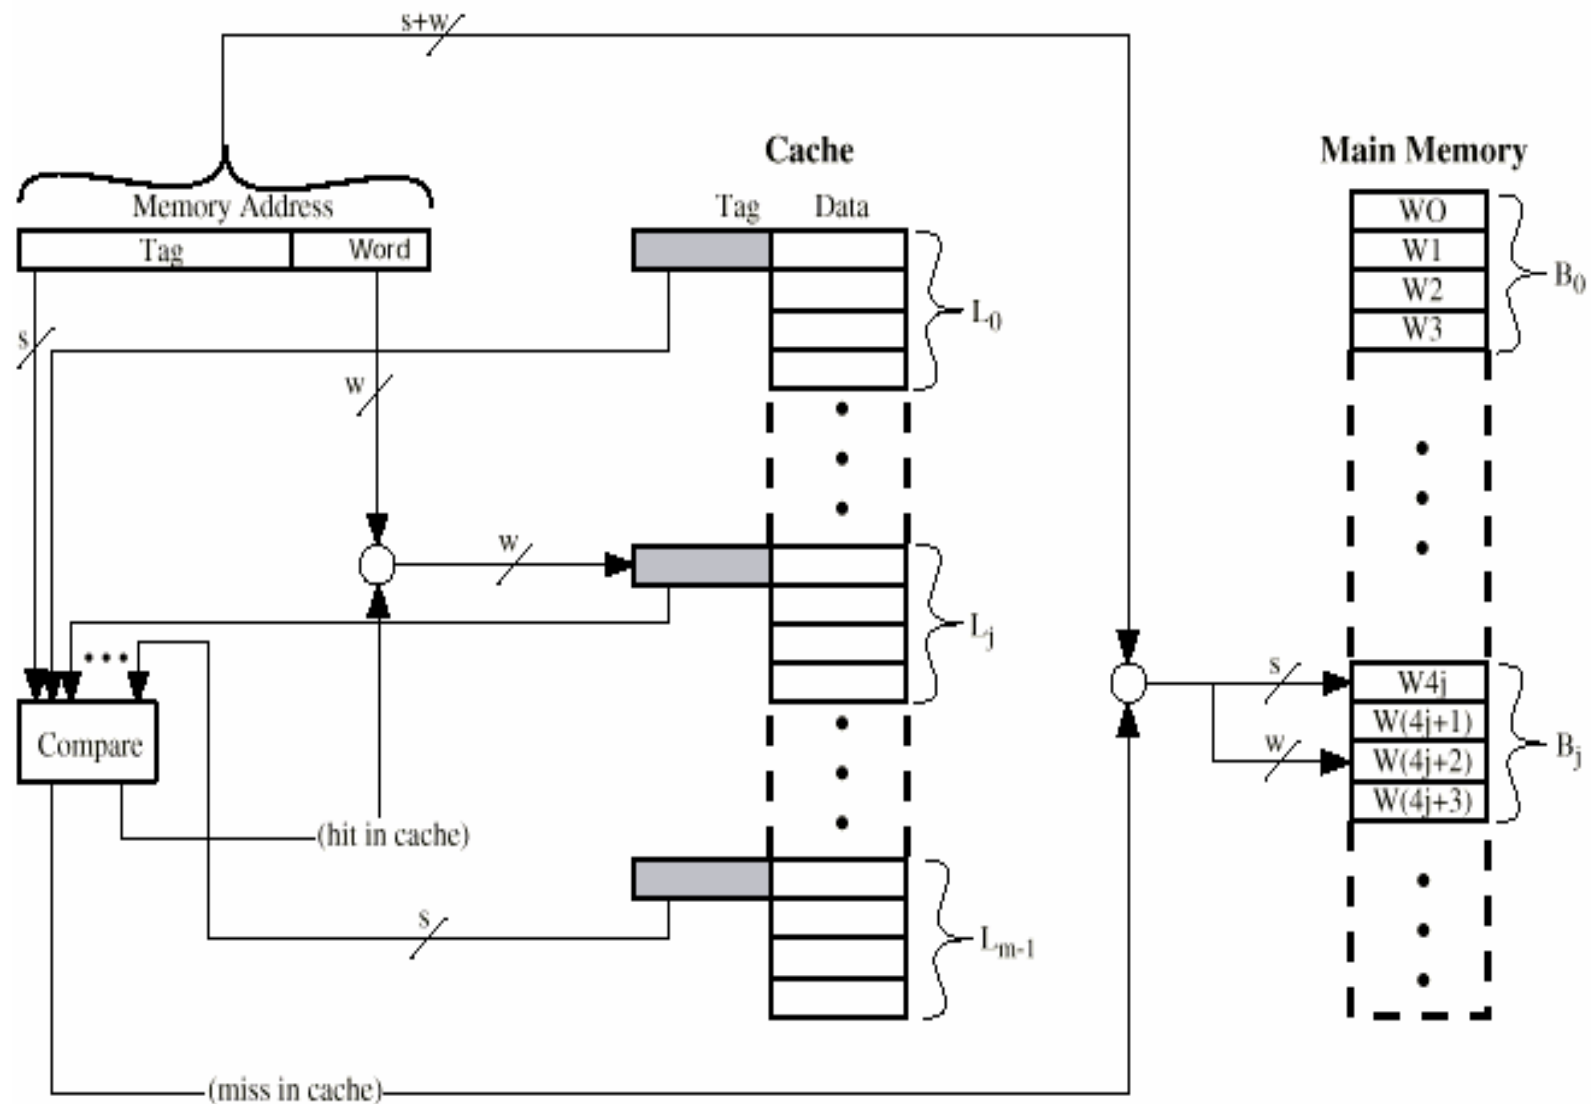 s+w
Cache
Main Memory
Memory Address
Tag Data
Tag Word
WO
W1
W2
W3
B0
L0
s
w
w
Lj
s
W4j
W(4j+1)
w
W(4j+2)
W(4j+3)
Bj
Compare
(hit in cache)
s
Lm-1
(miss in cache)